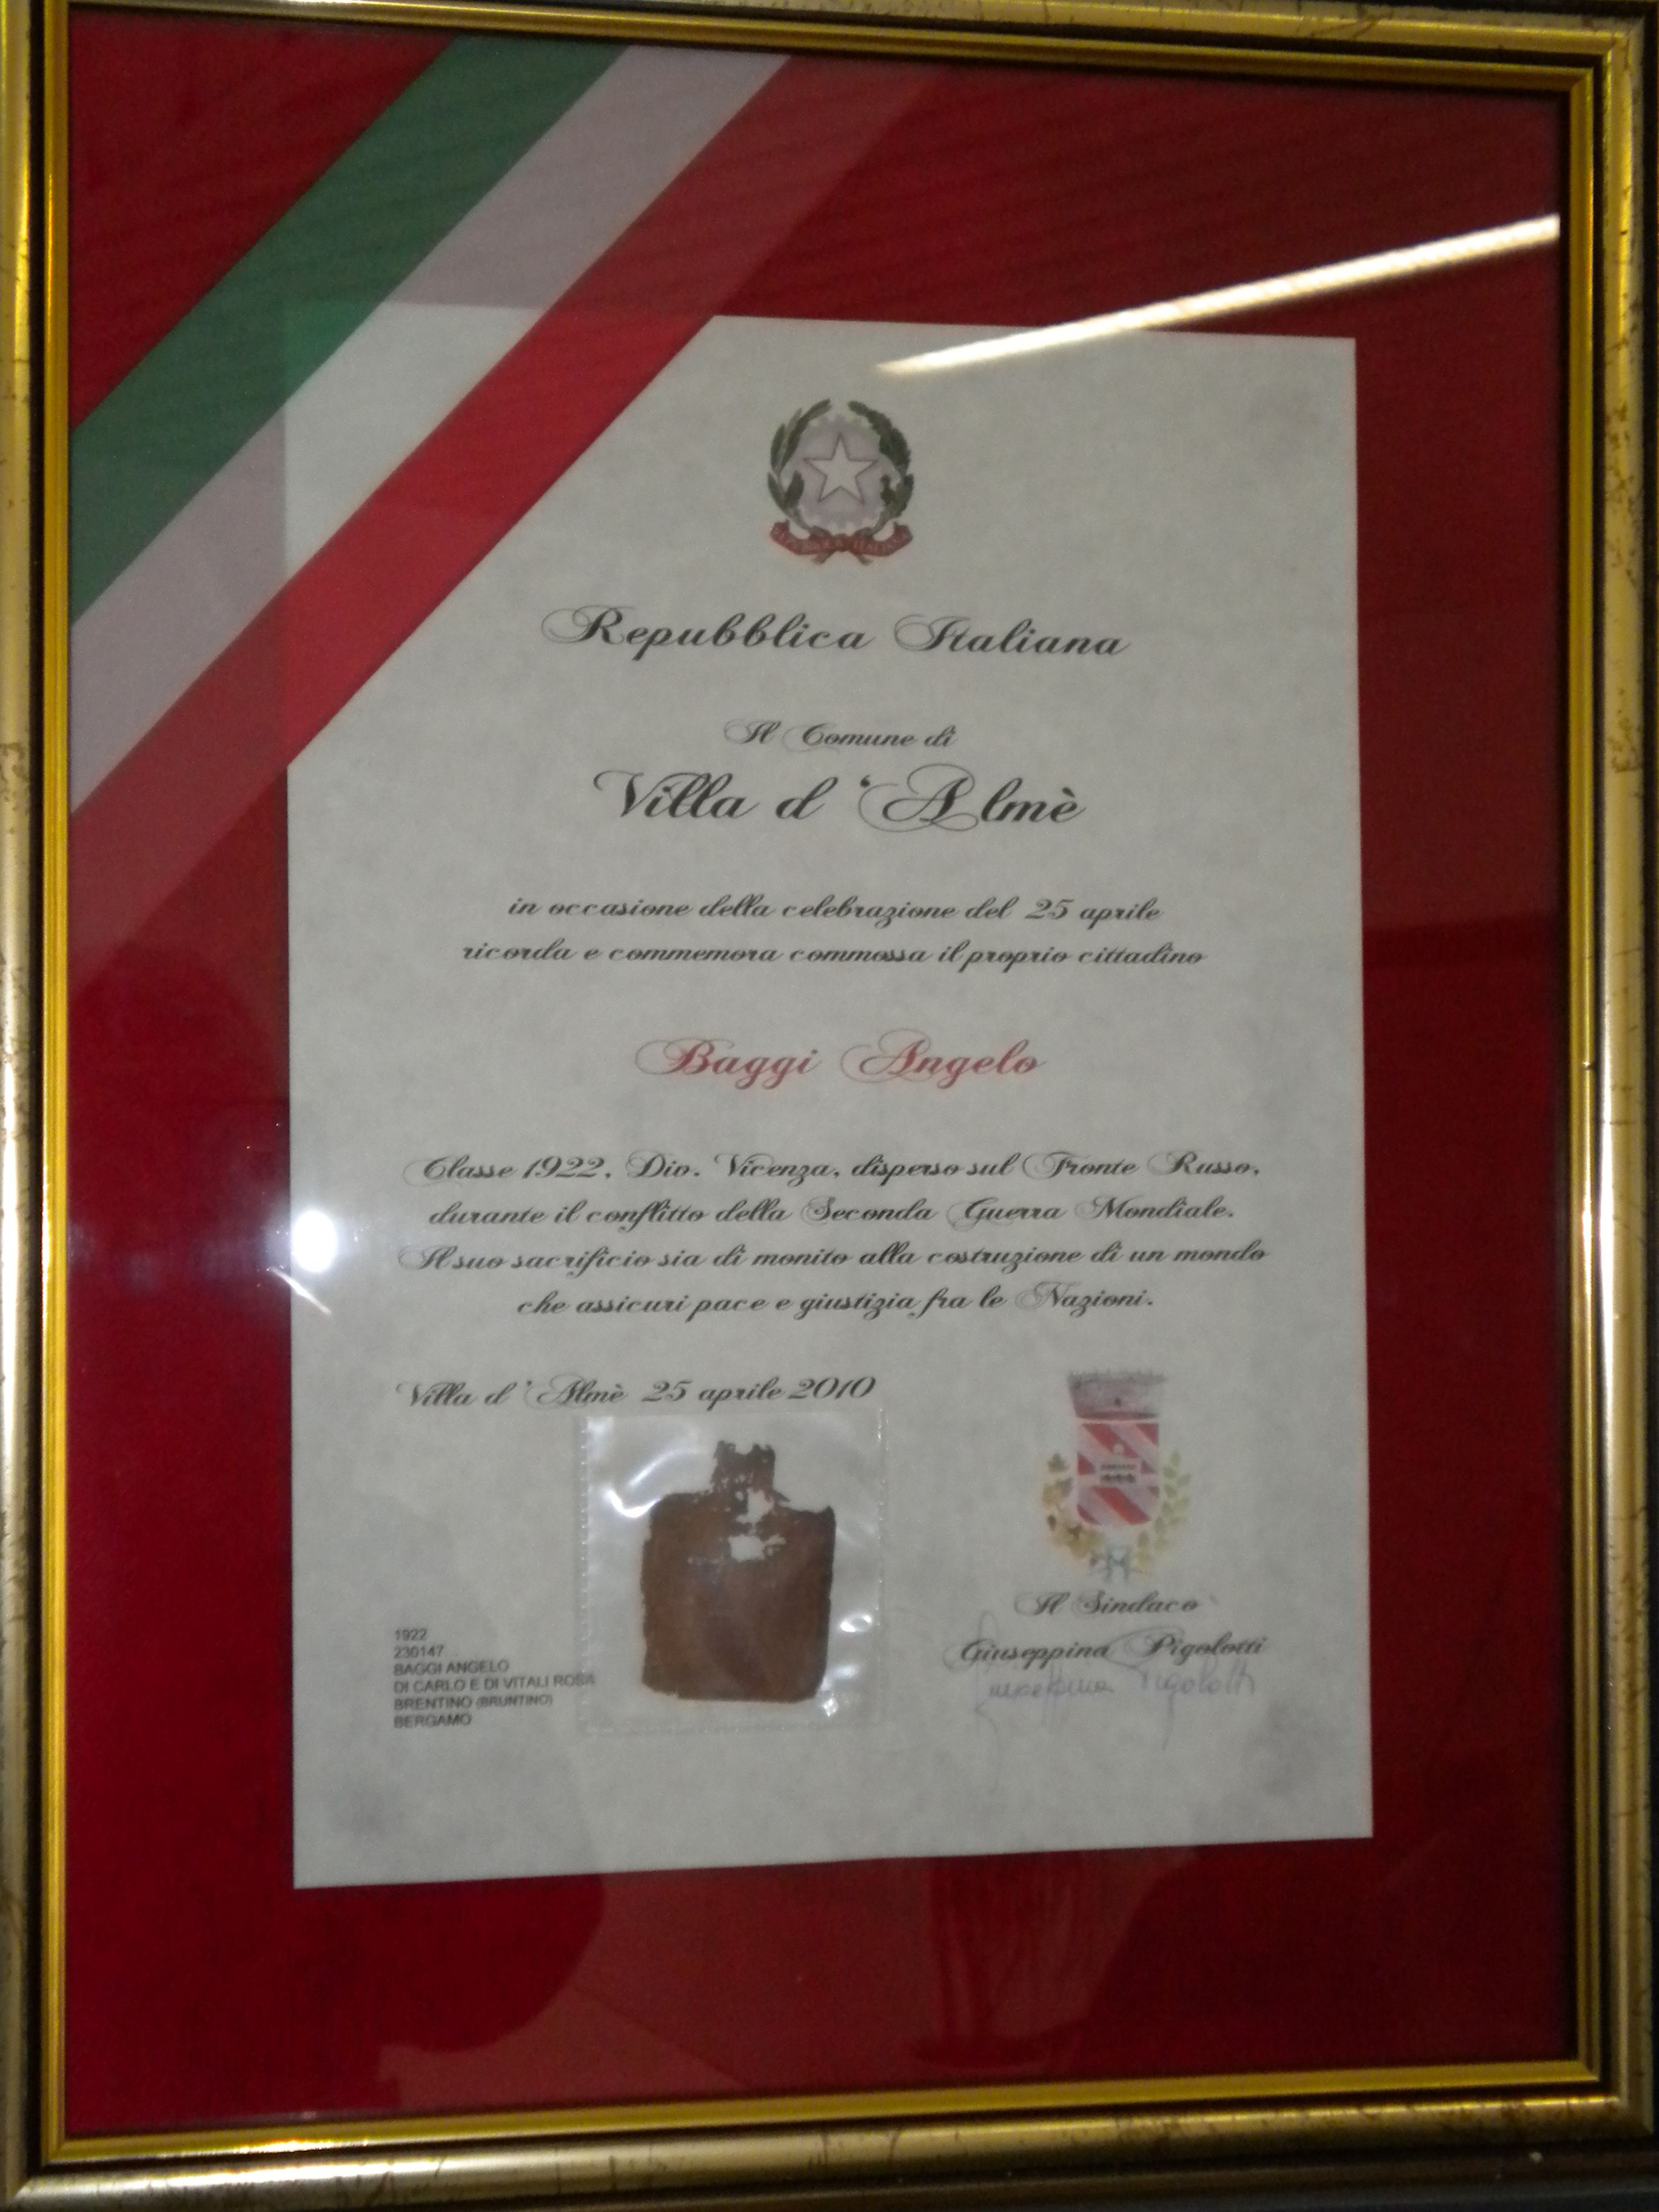 REPUBBLICA ITALIANA
Repubblica Italiana
Il Comune di
Villa d'Almè
in occasione della celebrazione del 25 aprile
ricorda e commemora commossa il proprio cittadino
Baggi Angelo
Classe 1922, Div. Vicenza, disperso sul Fronte Russo,
durante il conflitto della Seconda Guerra Mondiale.
Il suo sacrificio sia di monito alla costruzione di un mondo
che assicuri pace e giustizia fra le Nazioni.
Villa d'Almè 25 aprile 2010
Il Sindaco
Giuseppina Pigolotti
Giuseppina Pigolotti
1922
230147
BAGGI ANGELO
DI CARLO E DI VITALI ROSA
BRENTINO (BRUNTINO)
BERGAMO